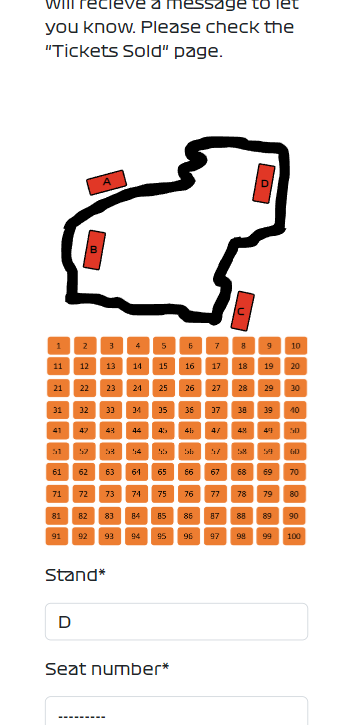 will recieve a message to let
you know. Please check the
"Tickets Sold" page.
A
D
B
C
1 2 3 4 5 6 7 8 9 10
11 12 13 14 15 16 17 18 19 20
21 22 23 24 25 26 27 28 29 30
31 32 33 34 35 36 37 38 39 40
41 42 43 44 45 46 47 48 49 50
51 52 53 54 55 56 57 58 59 60
61 62 63 64 65 66 67 68 69 70
71 72 73 74 75 76 77 78 79 80
81 82 83 84 85 86 87 88 89 90
91 92 93 94 95 96 97 98 99 100
Stand*
D
Seat number*
---------